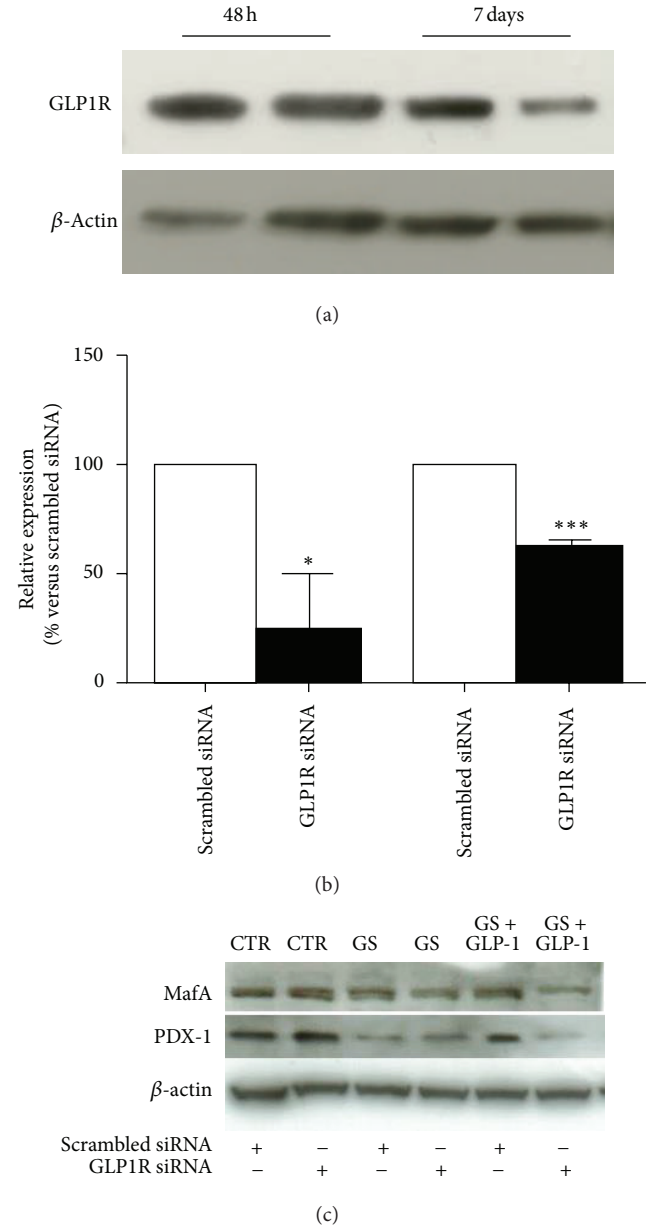 48 h 7 days
GLP1R
β-Actin
(a)
150
100
50
0
Relative expression
(% versus scrambled siRNA)
*
***
Scrambled siRNA
GLP1R siRNA
Scrambled siRNA
GLP1R siRNA
(b)
CTR CTR GS GS GS + GLP-1 GS + GLP-1
MafA
PDX-1
β-actin
Scrambled siRNA + − + − + −
GLP1R siRNA − + − + − +
(c)